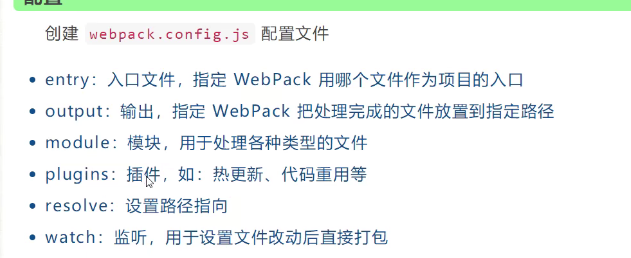 配置
创建 webpack.config.js 配置文件
entry：入口文件，指定 WebPack 用哪个文件作为项目的入口
output：输出，指定 WebPack 把处理完成的文件放置到指定路径
module：模块，用于处理各种类型的文件
plugins：插件，如：热更新、代码重用等
resolve：设置路径指向
watch：监听，用于设置文件改动后直接打包